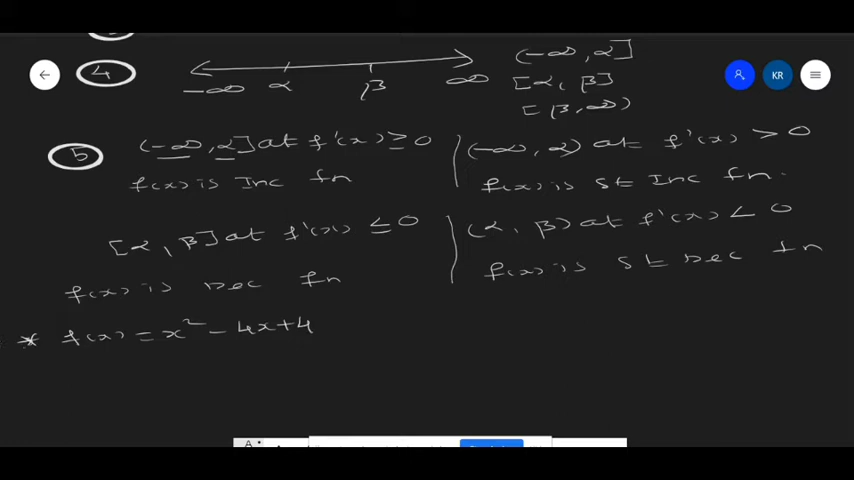 (-∞, α]
4
-∞ α β ∞
[α, β]
[β, ∞)
5
(-∞, α] at f'(x) ≥ 0
f(x) is Inc fn
(-∞, α) at f'(x) > 0
f(x) is St Inc fn.
[α, β] at f'(x) ≤ 0
f(x) is Dec fn
(α, β) at f'(x) < 0
f(x) is St Dec fn
* f(x) = x² - 4x + 4
KR